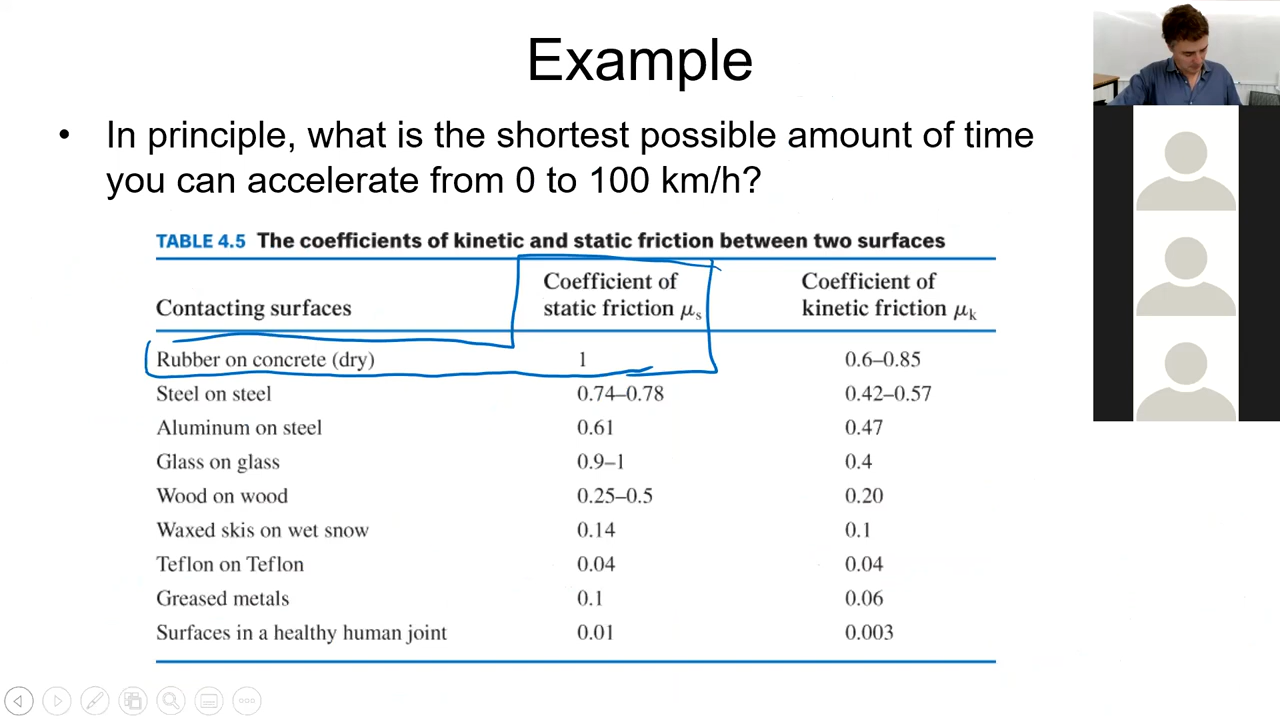 Example
• In principle, what is the shortest possible amount of time
you can accelerate from 0 to 100 km/h?
TABLE 4.5 The coefficients of kinetic and static friction between two surfaces
Contacting surfaces Coefficient of static friction μs Coefficient of kinetic friction μk
Rubber on concrete (dry) 1 0.6–0.85
Steel on steel 0.74–0.78 0.42–0.57
Aluminum on steel 0.61 0.47
Glass on glass 0.9–1 0.4
Wood on wood 0.25–0.5 0.20
Waxed skis on wet snow 0.14 0.1
Teflon on Teflon 0.04 0.04
Greased metals 0.1 0.06
Surfaces in a healthy human joint 0.01 0.003